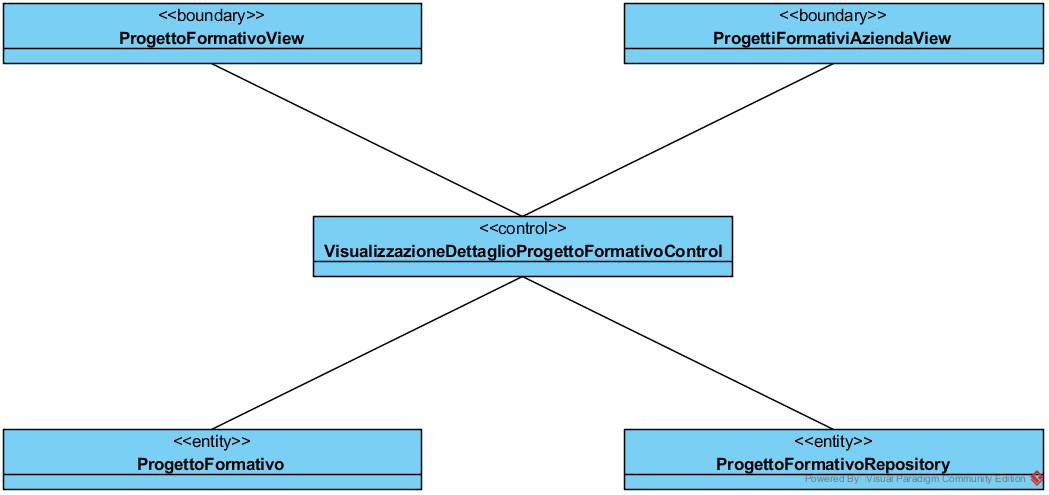 <<boundary>>
ProgettoFormativoView
<<boundary>>
ProgettiFormativiAziendaView
<<control>>
VisualizzazioneDettaglioProgettoFormativoControl
<<entity>>
ProgettoFormativo
<<entity>>
ProgettoFormativoRepository
Powered By Visual Paradigm Community Edition